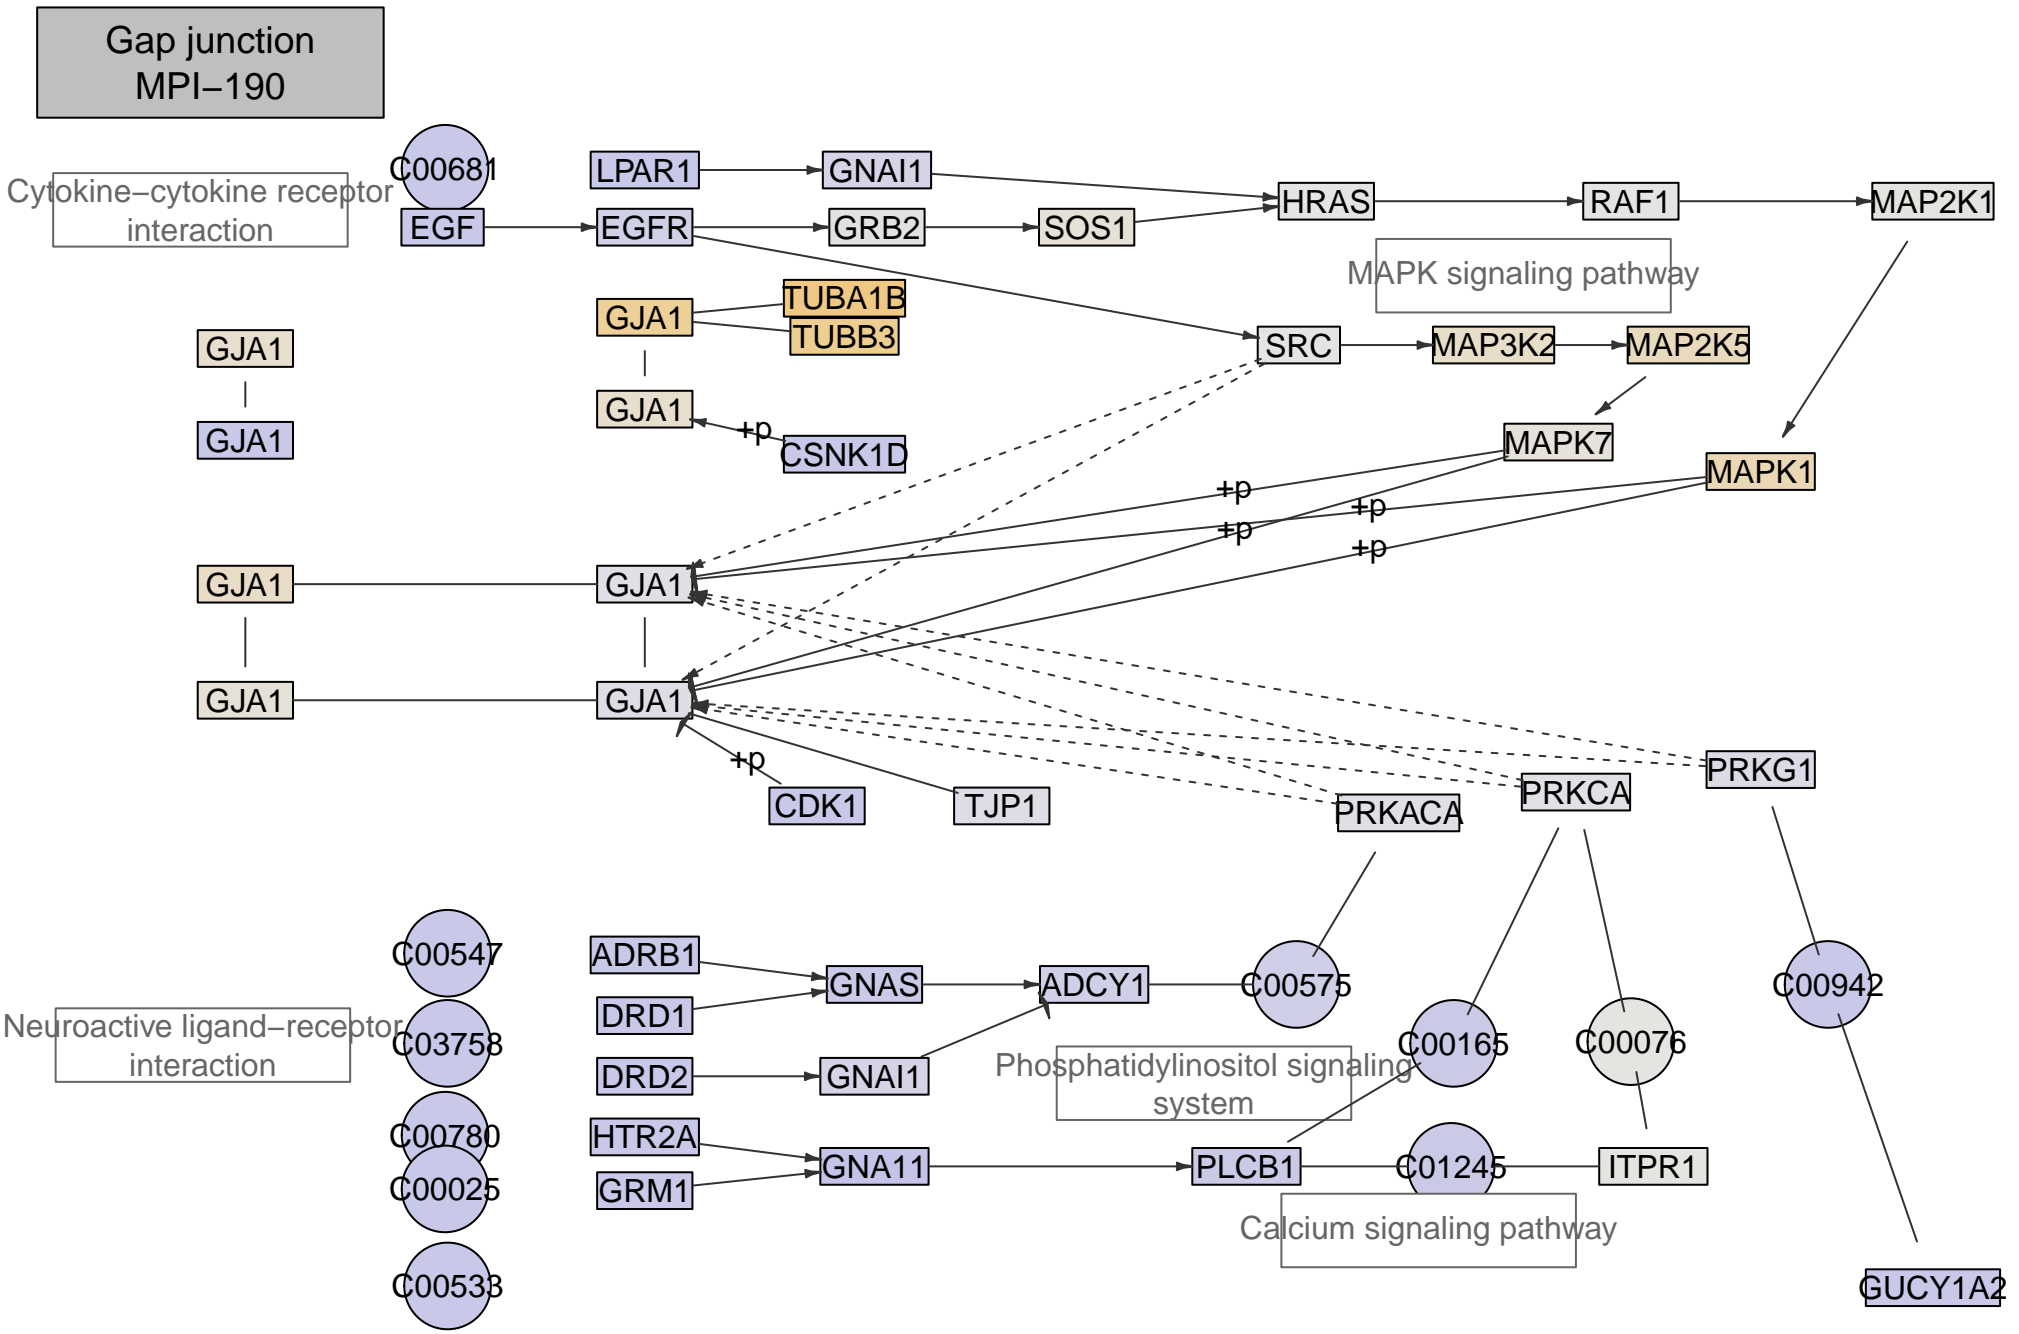 Gap junction
MPI−190
C00681
LPAR1
GNAI1
Cytokine−cytokine receptor
interaction
HRAS
RAF1
MAP2K1
EGF
EGFR
GRB2
SOS1
MAPK signaling pathway
TUBA1B
GJA1
TUBB3
GJA1
SRC
MAP3K2
MAP2K5
GJA1
+p
GJA1
CSNK1D
MAPK7
MAPK1
+p
+p
+p
+p
GJA1
GJA1
GJA1
GJA1
+p
CDK1
TJP1
PRKACA
PRKCA
PRKG1
C00547
ADRB1
GNAS
ADCY1
C00575
C00942
DRD1
Neuroactive ligand−receptor
interaction
C03758
C00165
C00076
DRD2
GNAI1
Phosphatidylinositol signaling
system
C00780
HTR2A
GNA11
PLCB1
C01245
ITPR1
C00025
GRM1
Calcium signaling pathway
C00533
GUCY1A2